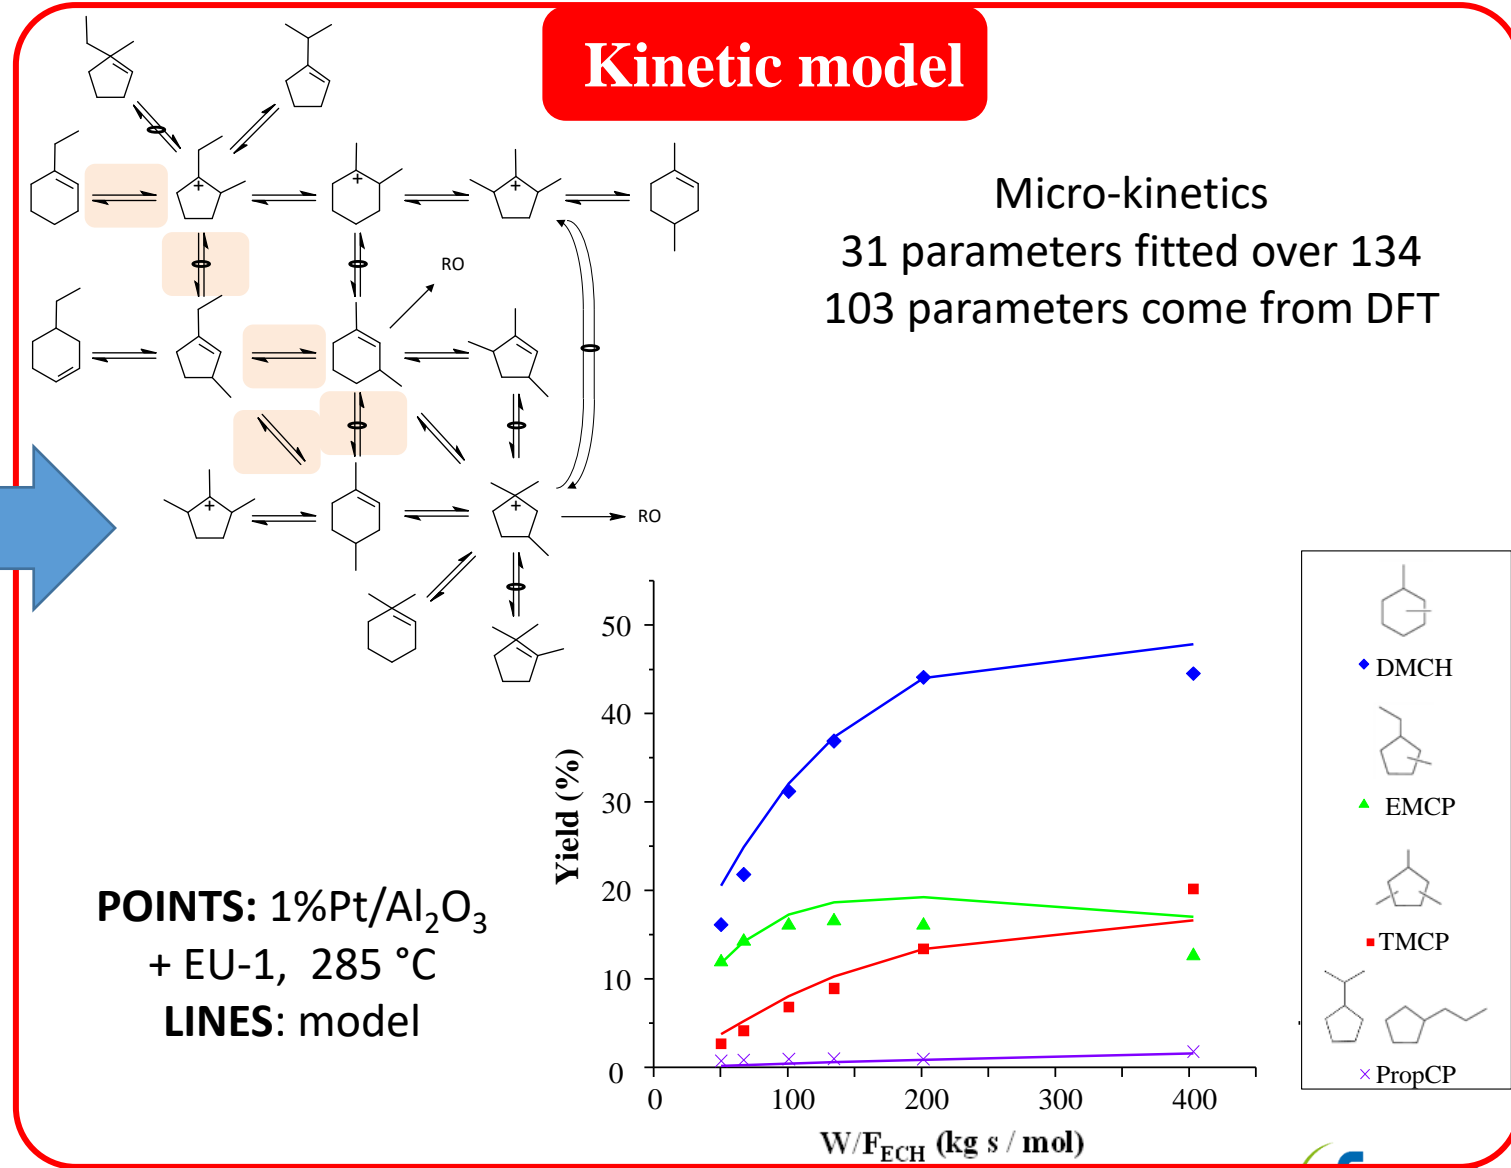 Kinetic model
+
+
+
RO
+
+
RO
Micro-kinetics
31 parameters fitted over 134
103 parameters come from DFT
POINTS: 1%Pt/Al₂O₃
+ EU-1, 285 °C
LINES: model
Yield (%)
50
40
30
20
10
0
0 100 200 300 400
W/F_ECH (kg s / mol)
DMCH
EMCP
TMCP
PropCP